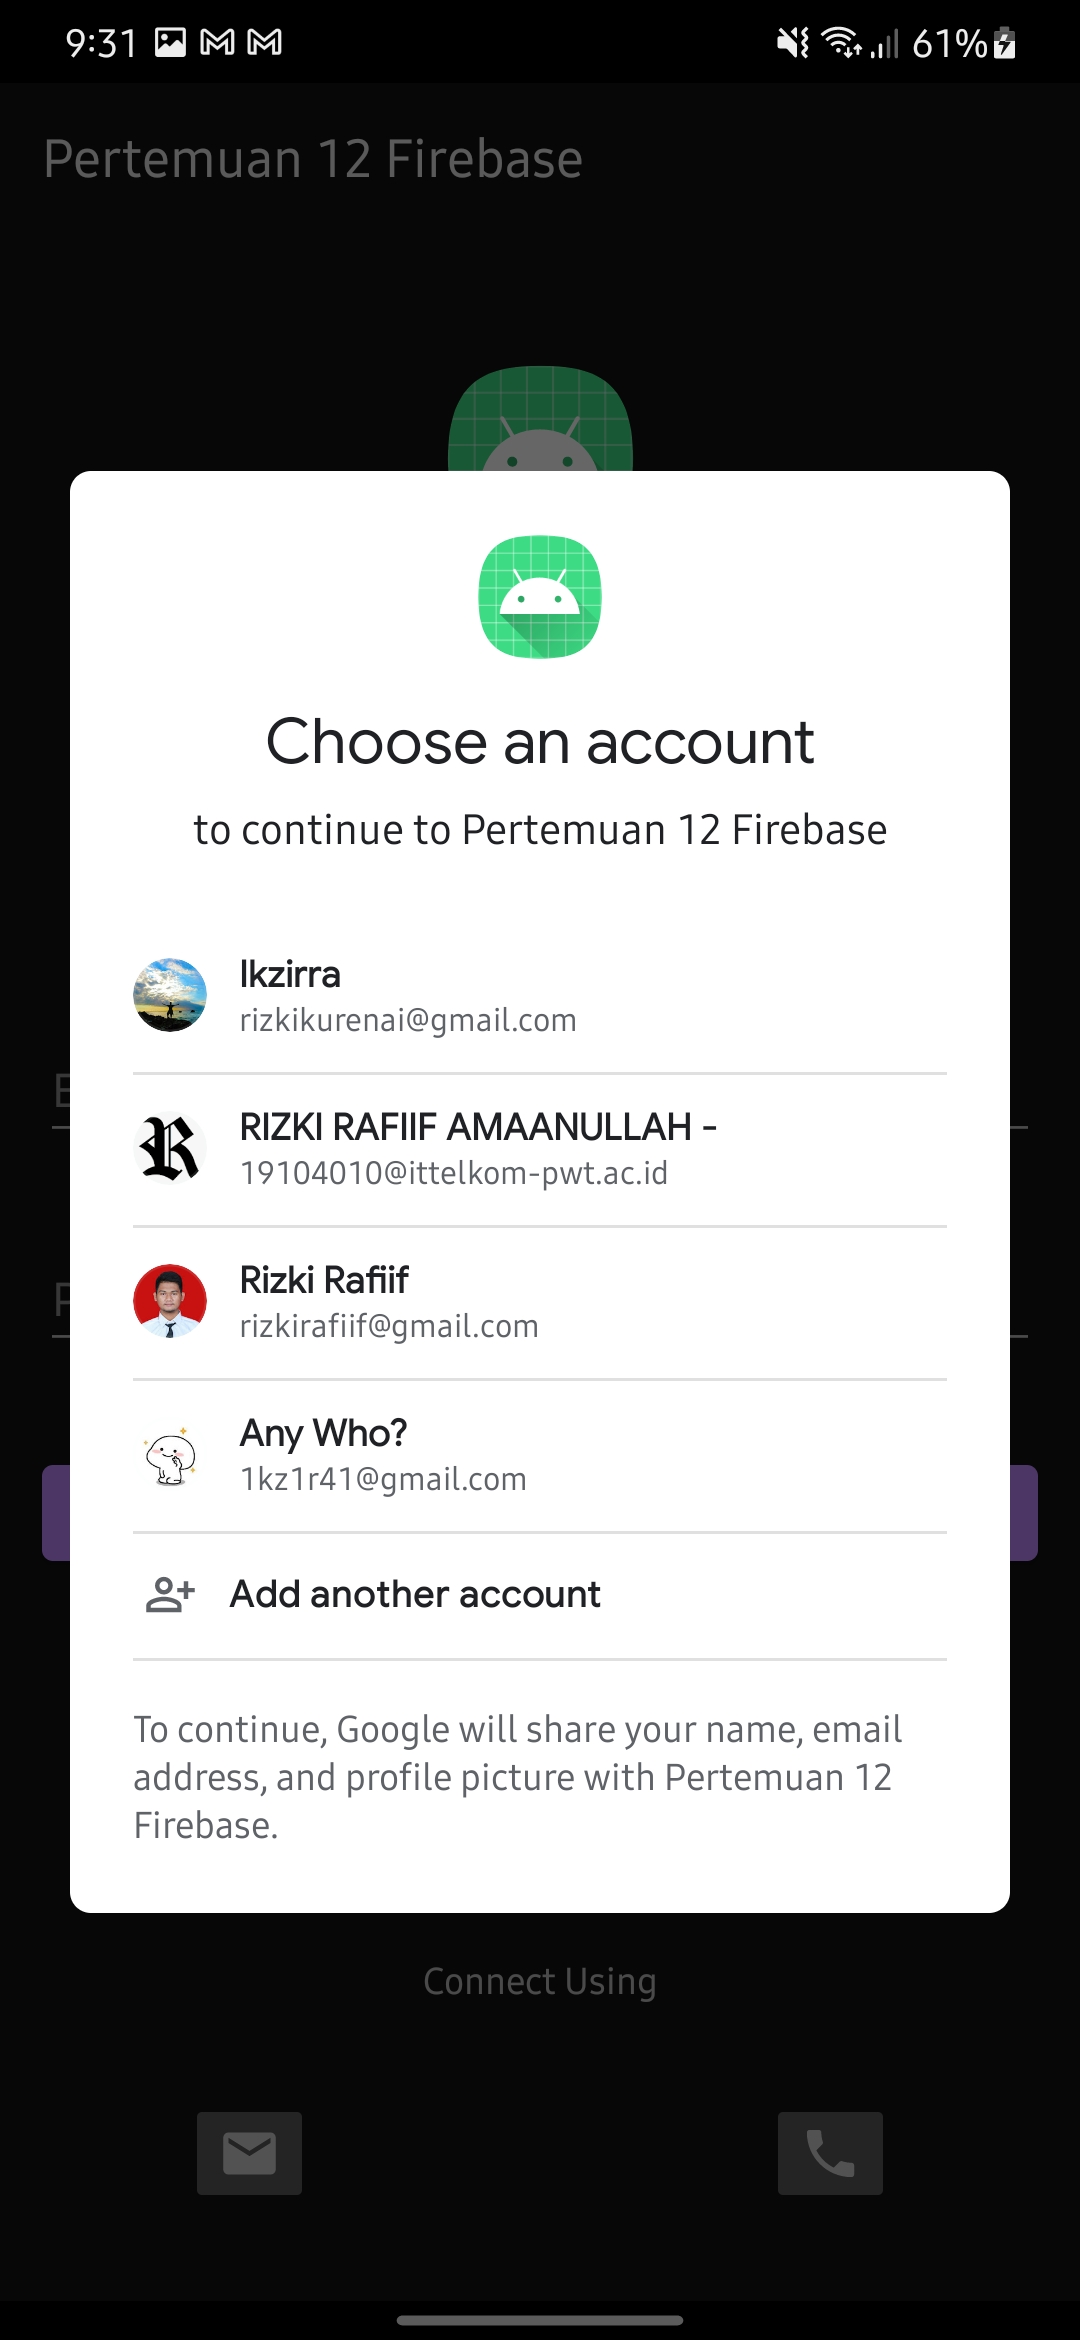 9:31
61%
Pertemuan 12 Firebase
Choose an account
to continue to Pertemuan 12 Firebase
Ikzirra
rizkikurenai@gmail.com
RIZKI RAFIIF AMAANULLAH -
19104010@ittelkom-pwt.ac.id
Rizki Rafiif
rizkirafiif@gmail.com
Any Who?
1kz1r41@gmail.com
Add another account
To continue, Google will share your name, email
address, and profile picture with Pertemuan 12
Firebase.
Connect Using